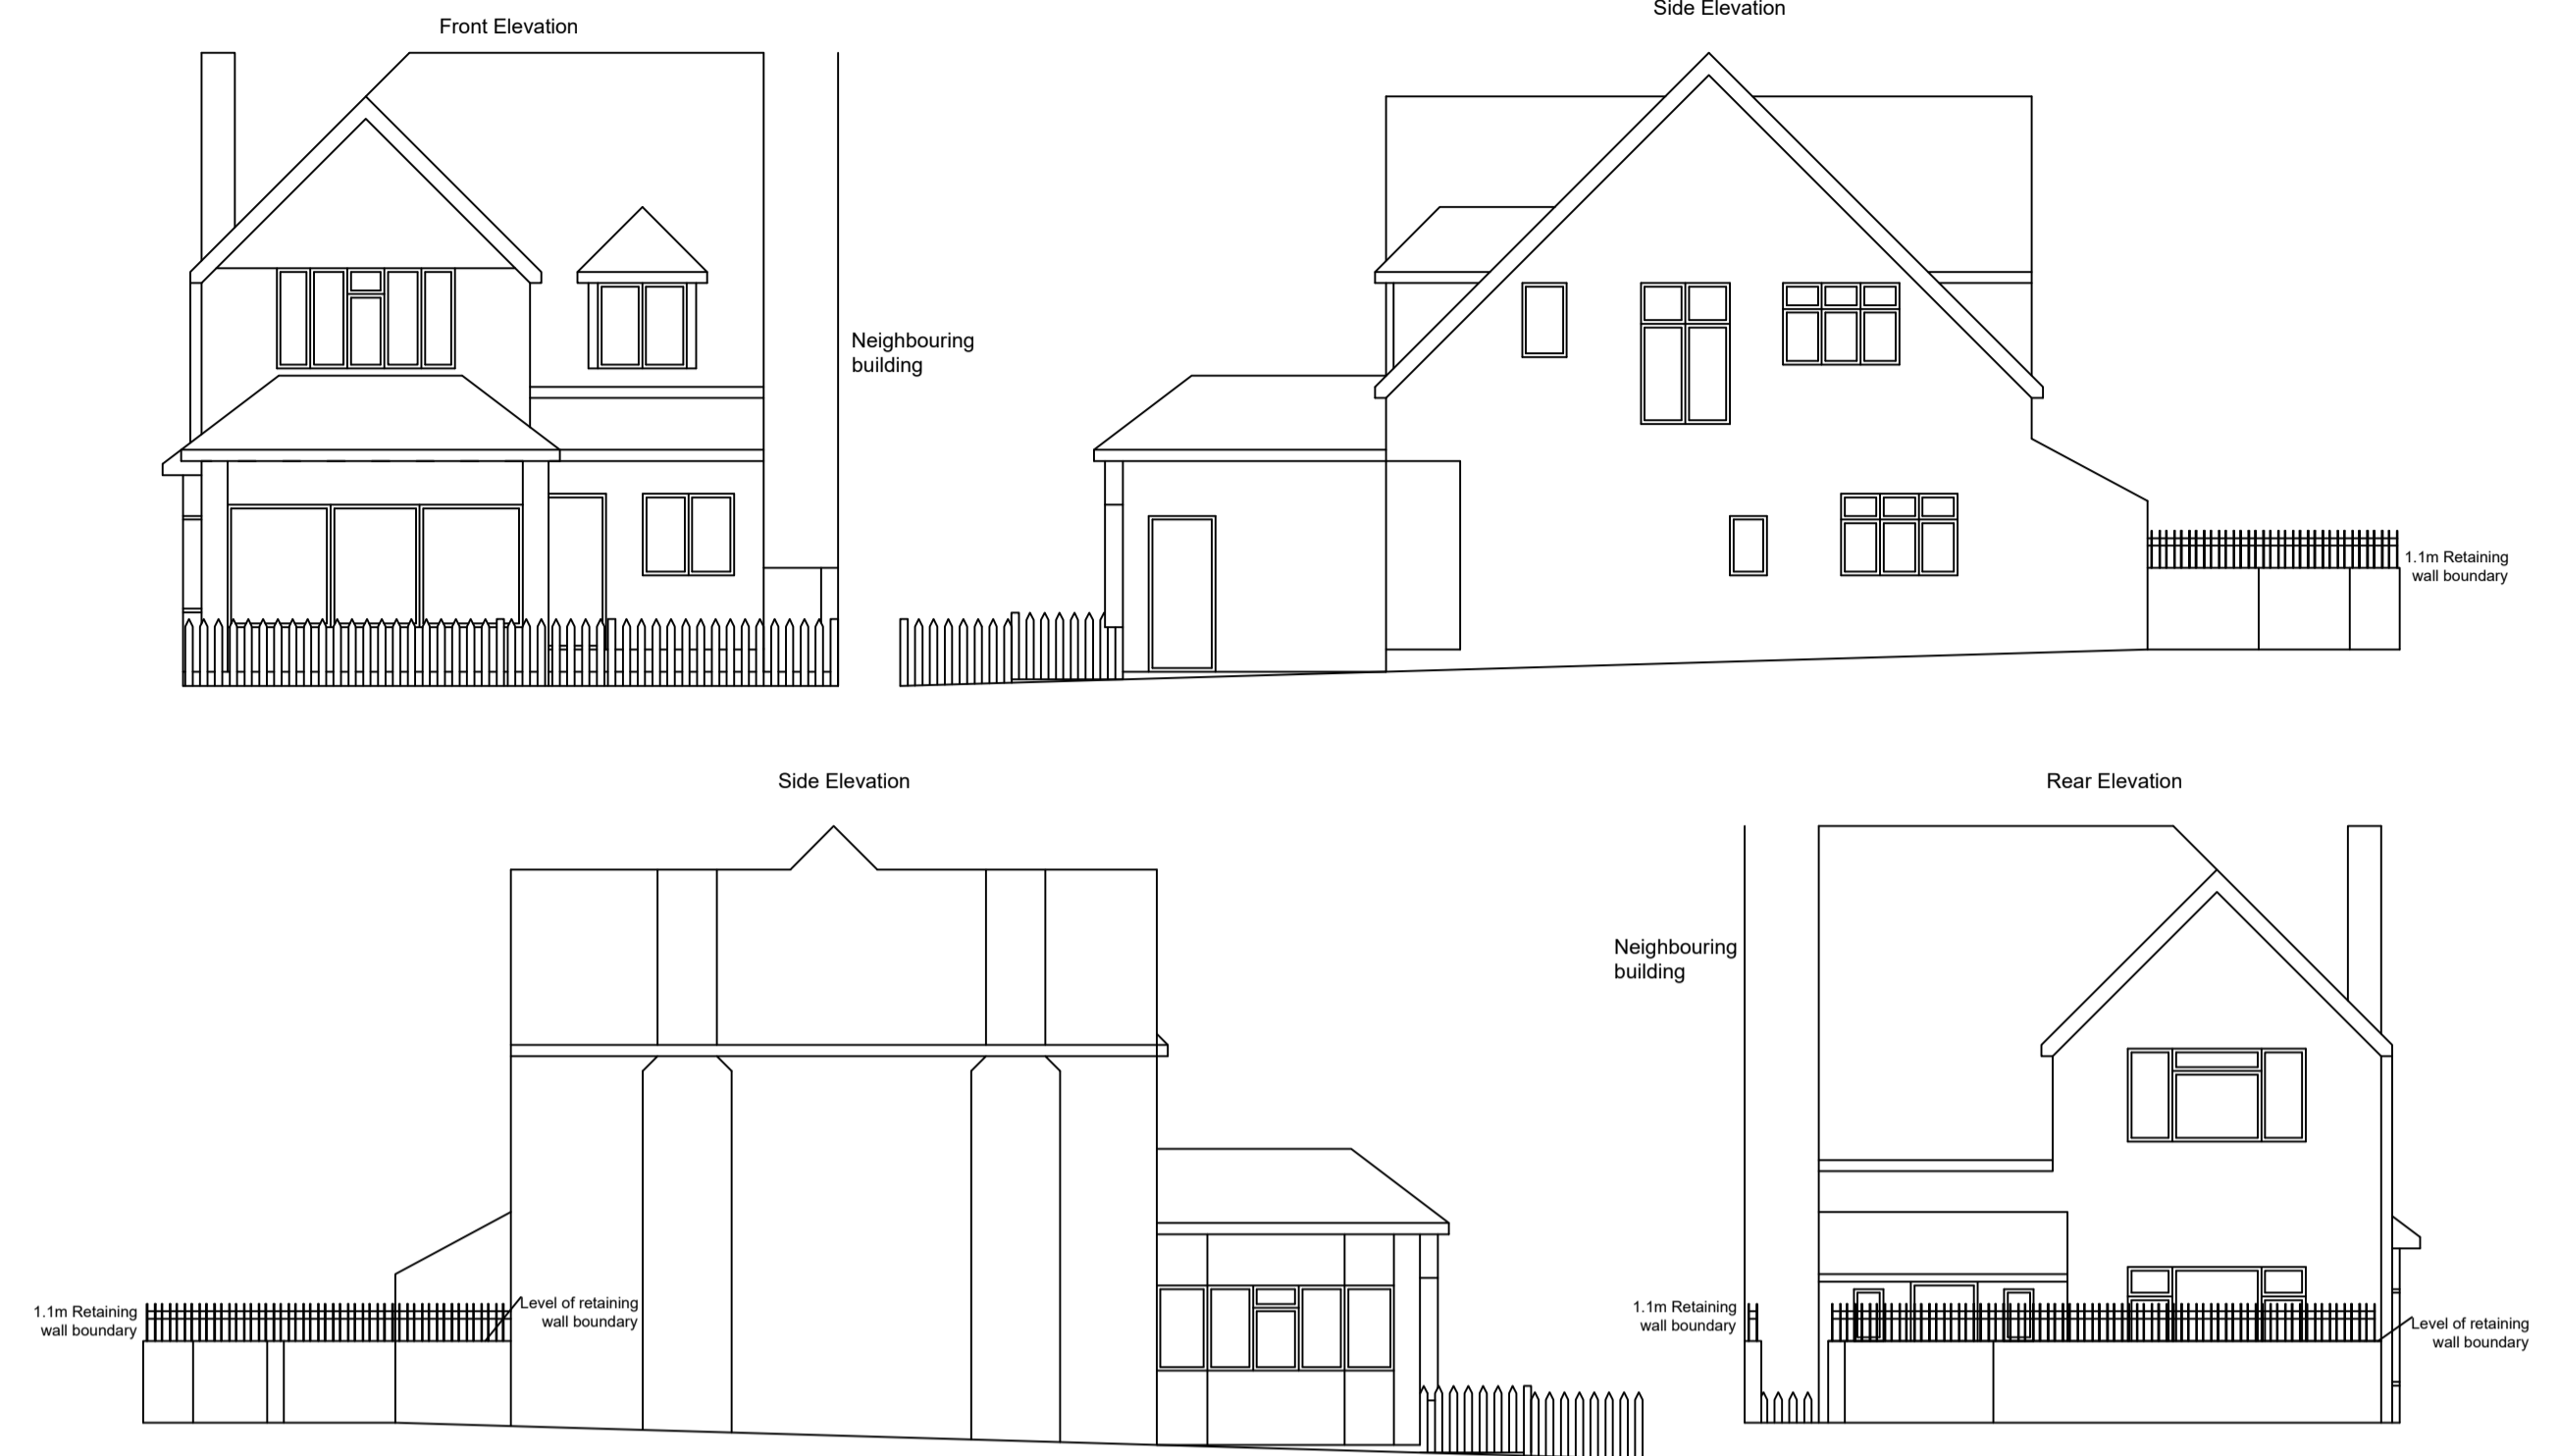 Front Elevation
Side Elevation
Neighbouring
building
1.1m Retaining
wall boundary
Side Elevation
Rear Elevation
Neighbouring
building
1.1m Retaining
wall boundary
Level of retaining
wall boundary
1.1m Retaining
wall boundary
Level of retaining
wall boundary